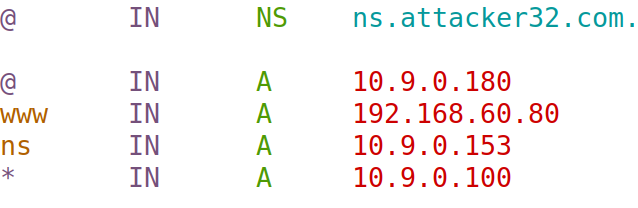 @ IN NS ns.attacker32.com.
@ IN A 10.9.0.180
www IN A 192.168.60.80
ns IN A 10.9.0.153
* IN A 10.9.0.100